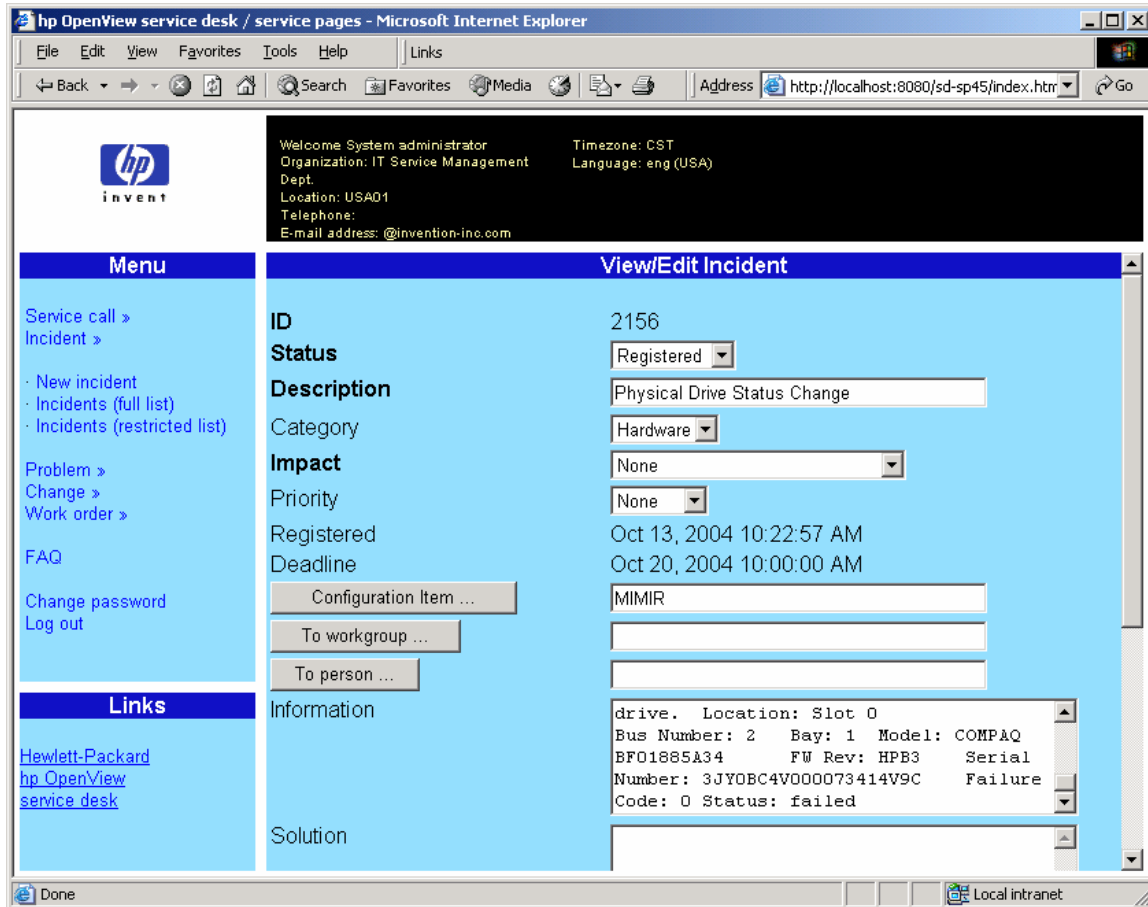 hp OpenView service desk / service pages - Microsoft Internet Explorer
File Edit View Favorites Tools Help Links
Back Search Favorites Media Address http://localhost:8080/sd-sp45/index.htm Go
hp
invent
Welcome System administrator
Organization: IT Service Management
Dept.
Location: USA01
Telephone:
E-mail address: @invention-inc.com
Timezone: CST
Language: eng (USA)
Menu
Service call »
Incident »
· New incident
· Incidents (full list)
· Incidents (restricted list)
Problem »
Change »
Work order »
FAQ
Change password
Log out
Links
Hewlett-Packard
hp OpenView
service desk
View/Edit Incident
ID 2156
Status Registered
Description Physical Drive Status Change
Category Hardware
Impact None
Priority None
Registered Oct 13, 2004 10:22:57 AM
Deadline Oct 20, 2004 10:00:00 AM
Configuration Item ... MIMIR
To workgroup ...
To person ...
Information
drive. Location: Slot 0
Bus Number: 2 Bay: 1 Model: COMPAQ
BF01885A34 FW Rev: HPB3 Serial
Number: 3JY0BC4V000073414V9C Failure
Code: 0 Status: failed
Solution
Done Local intranet